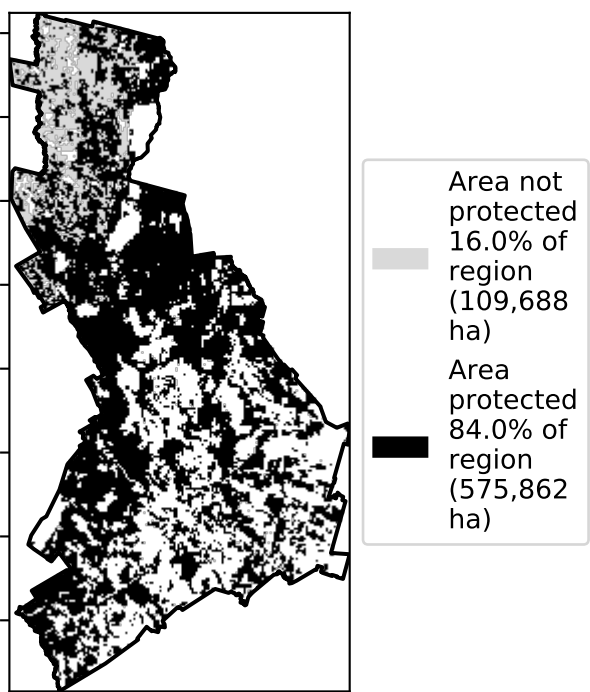 Area not
protected
16.0% of
region
(109,688
ha)
Area
protected
84.0% of
region
(575,862
ha)